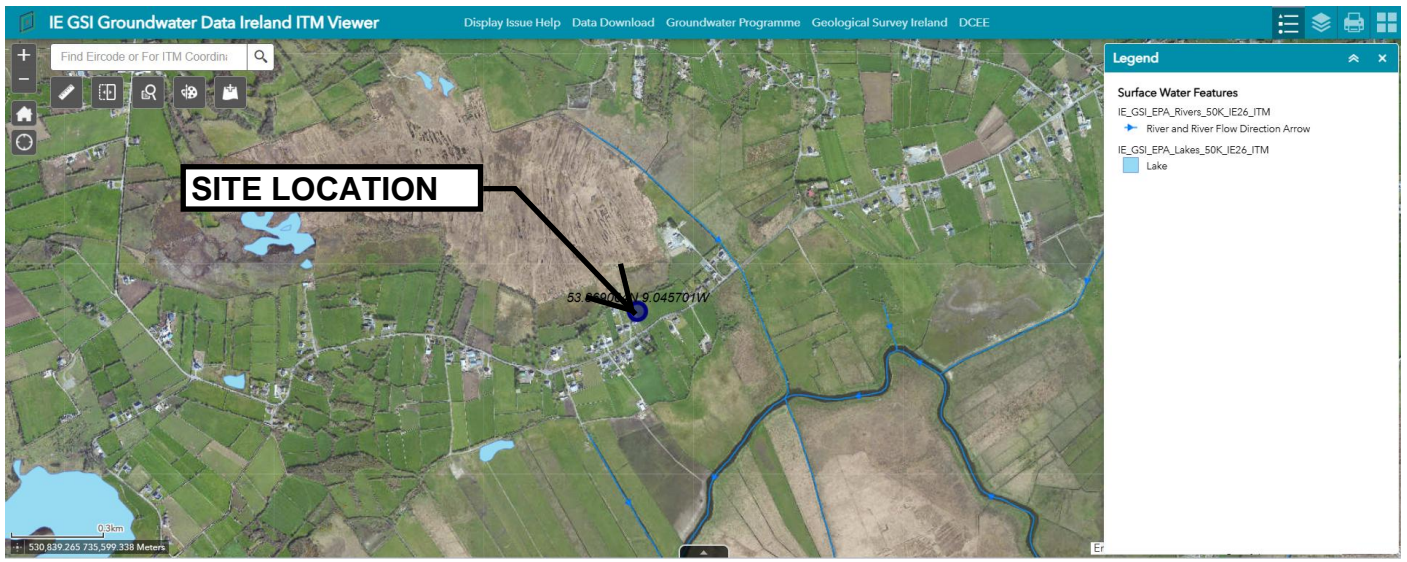 IE GSI Groundwater Data Ireland ITM Viewer
Display Issue Help Data Download Groundwater Programme Geological Survey Ireland DCEE
Find Eircode or For ITM Coordin
Legend
Surface Water Features
IE_GSI_EPA_Rivers_50K_IE26_ITM
River and River Flow Direction Arrow
IE_GSI_EPA_Lakes_50K_IE26_ITM
Lake
SITE LOCATION
9.045701W
0.3km
530,839.265 735,599.338 Meters